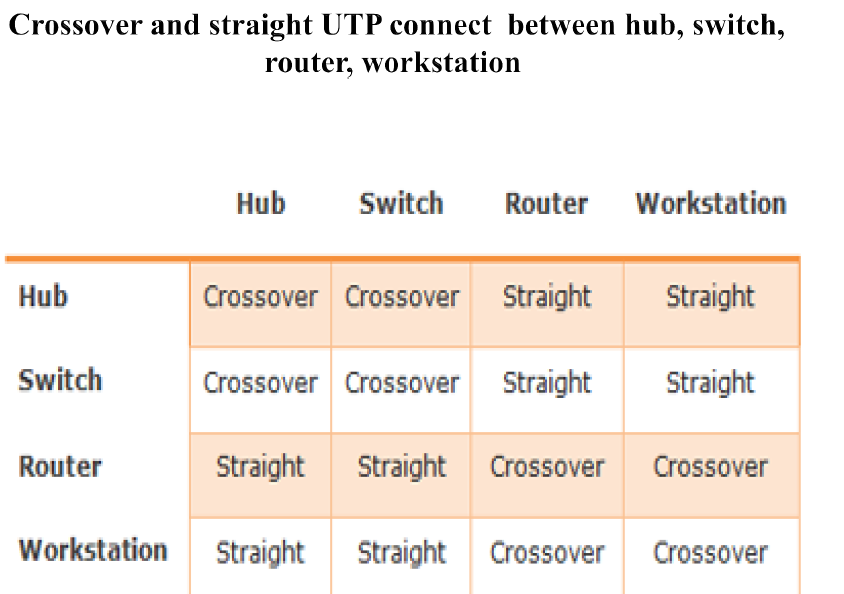 Crossover and straight UTP connect between hub, switch,
router, workstation
Hub Switch Router Workstation
Hub Crossover Crossover Straight Straight
Switch Crossover Crossover Straight Straight
Router Straight Straight Crossover Crossover
Workstation Straight Straight Crossover Crossover